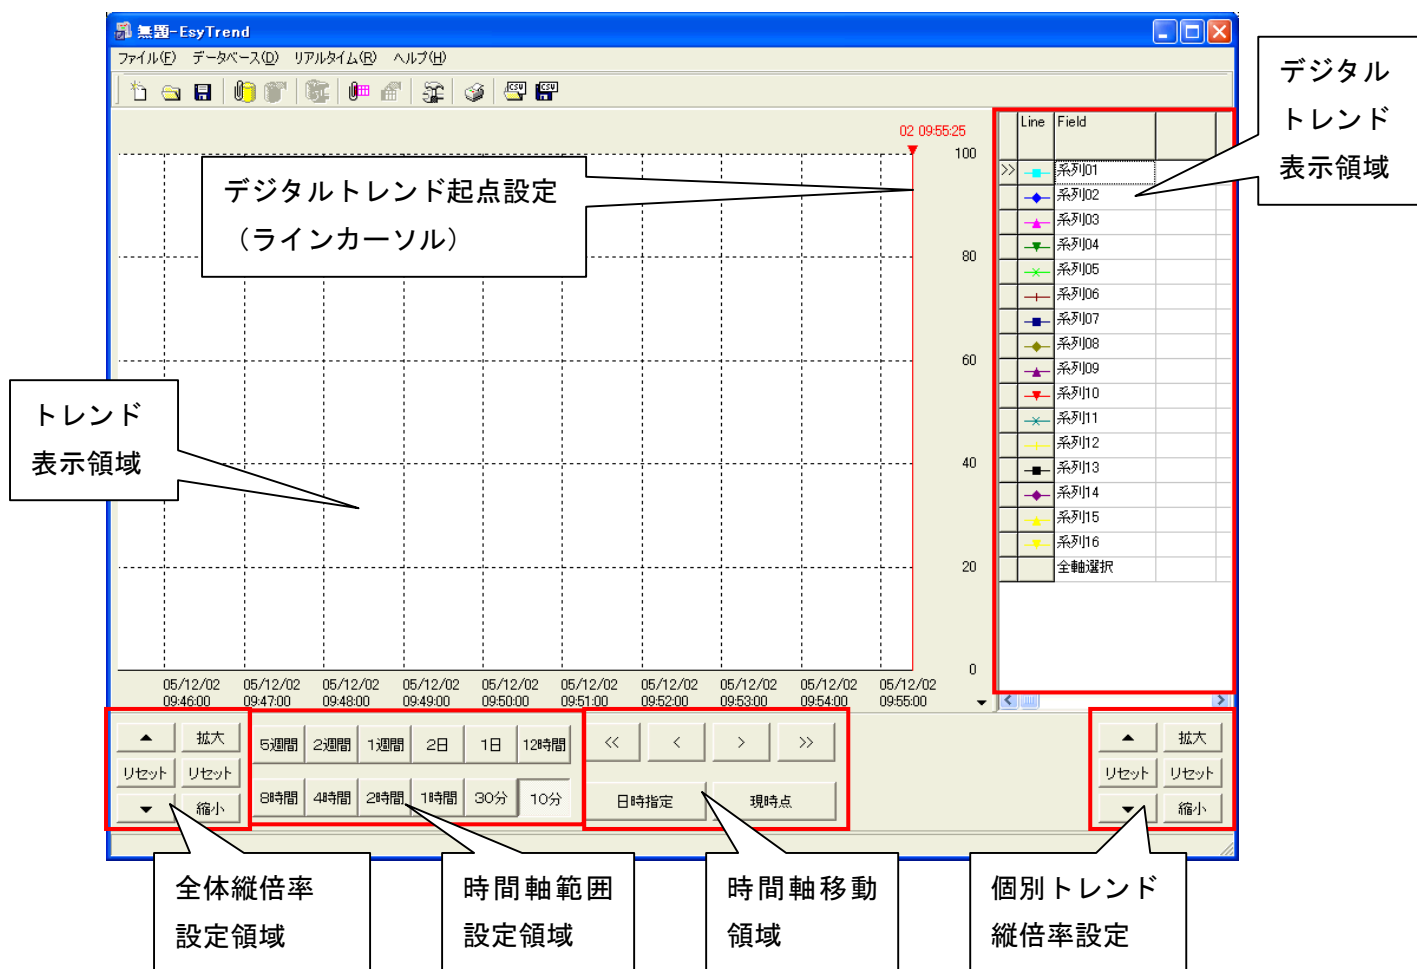 無題-EsyTrend
ファイル(F) データベース(D) リアルタイム(R) ヘルプ(H)
CSV CSV
デジタル
トレンド
表示領域
02 09:55:25
Line Field
100
80
60
40
20
0
デジタルトレンド起点設定
（ラインカーソル）
トレンド
表示領域
>> 系列01
系列02
系列03
系列04
系列05
系列06
系列07
系列08
系列09
系列10
系列11
系列12
系列13
系列14
系列15
系列16
全軸選択
05/12/02 05/12/02 05/12/02 05/12/02 05/12/02 05/12/02 05/12/02 05/12/02 05/12/02 05/12/02
09:46:00 09:47:00 09:48:00 09:49:00 09:50:00 09:51:00 09:52:00 09:53:00 09:54:00 09:55:00
▲ 拡大
リセット リセット
▼ 縮小
5週間 2週間 1週間 2日 1日 12時間
8時間 4時間 2時間 1時間 30分 10分
<< < > >>
日時指定 現時点
▲ 拡大
リセット リセット
▼ 縮小
全体縦倍率
設定領域
時間軸範囲
設定領域
時間軸移動
領域
個別トレンド
縦倍率設定